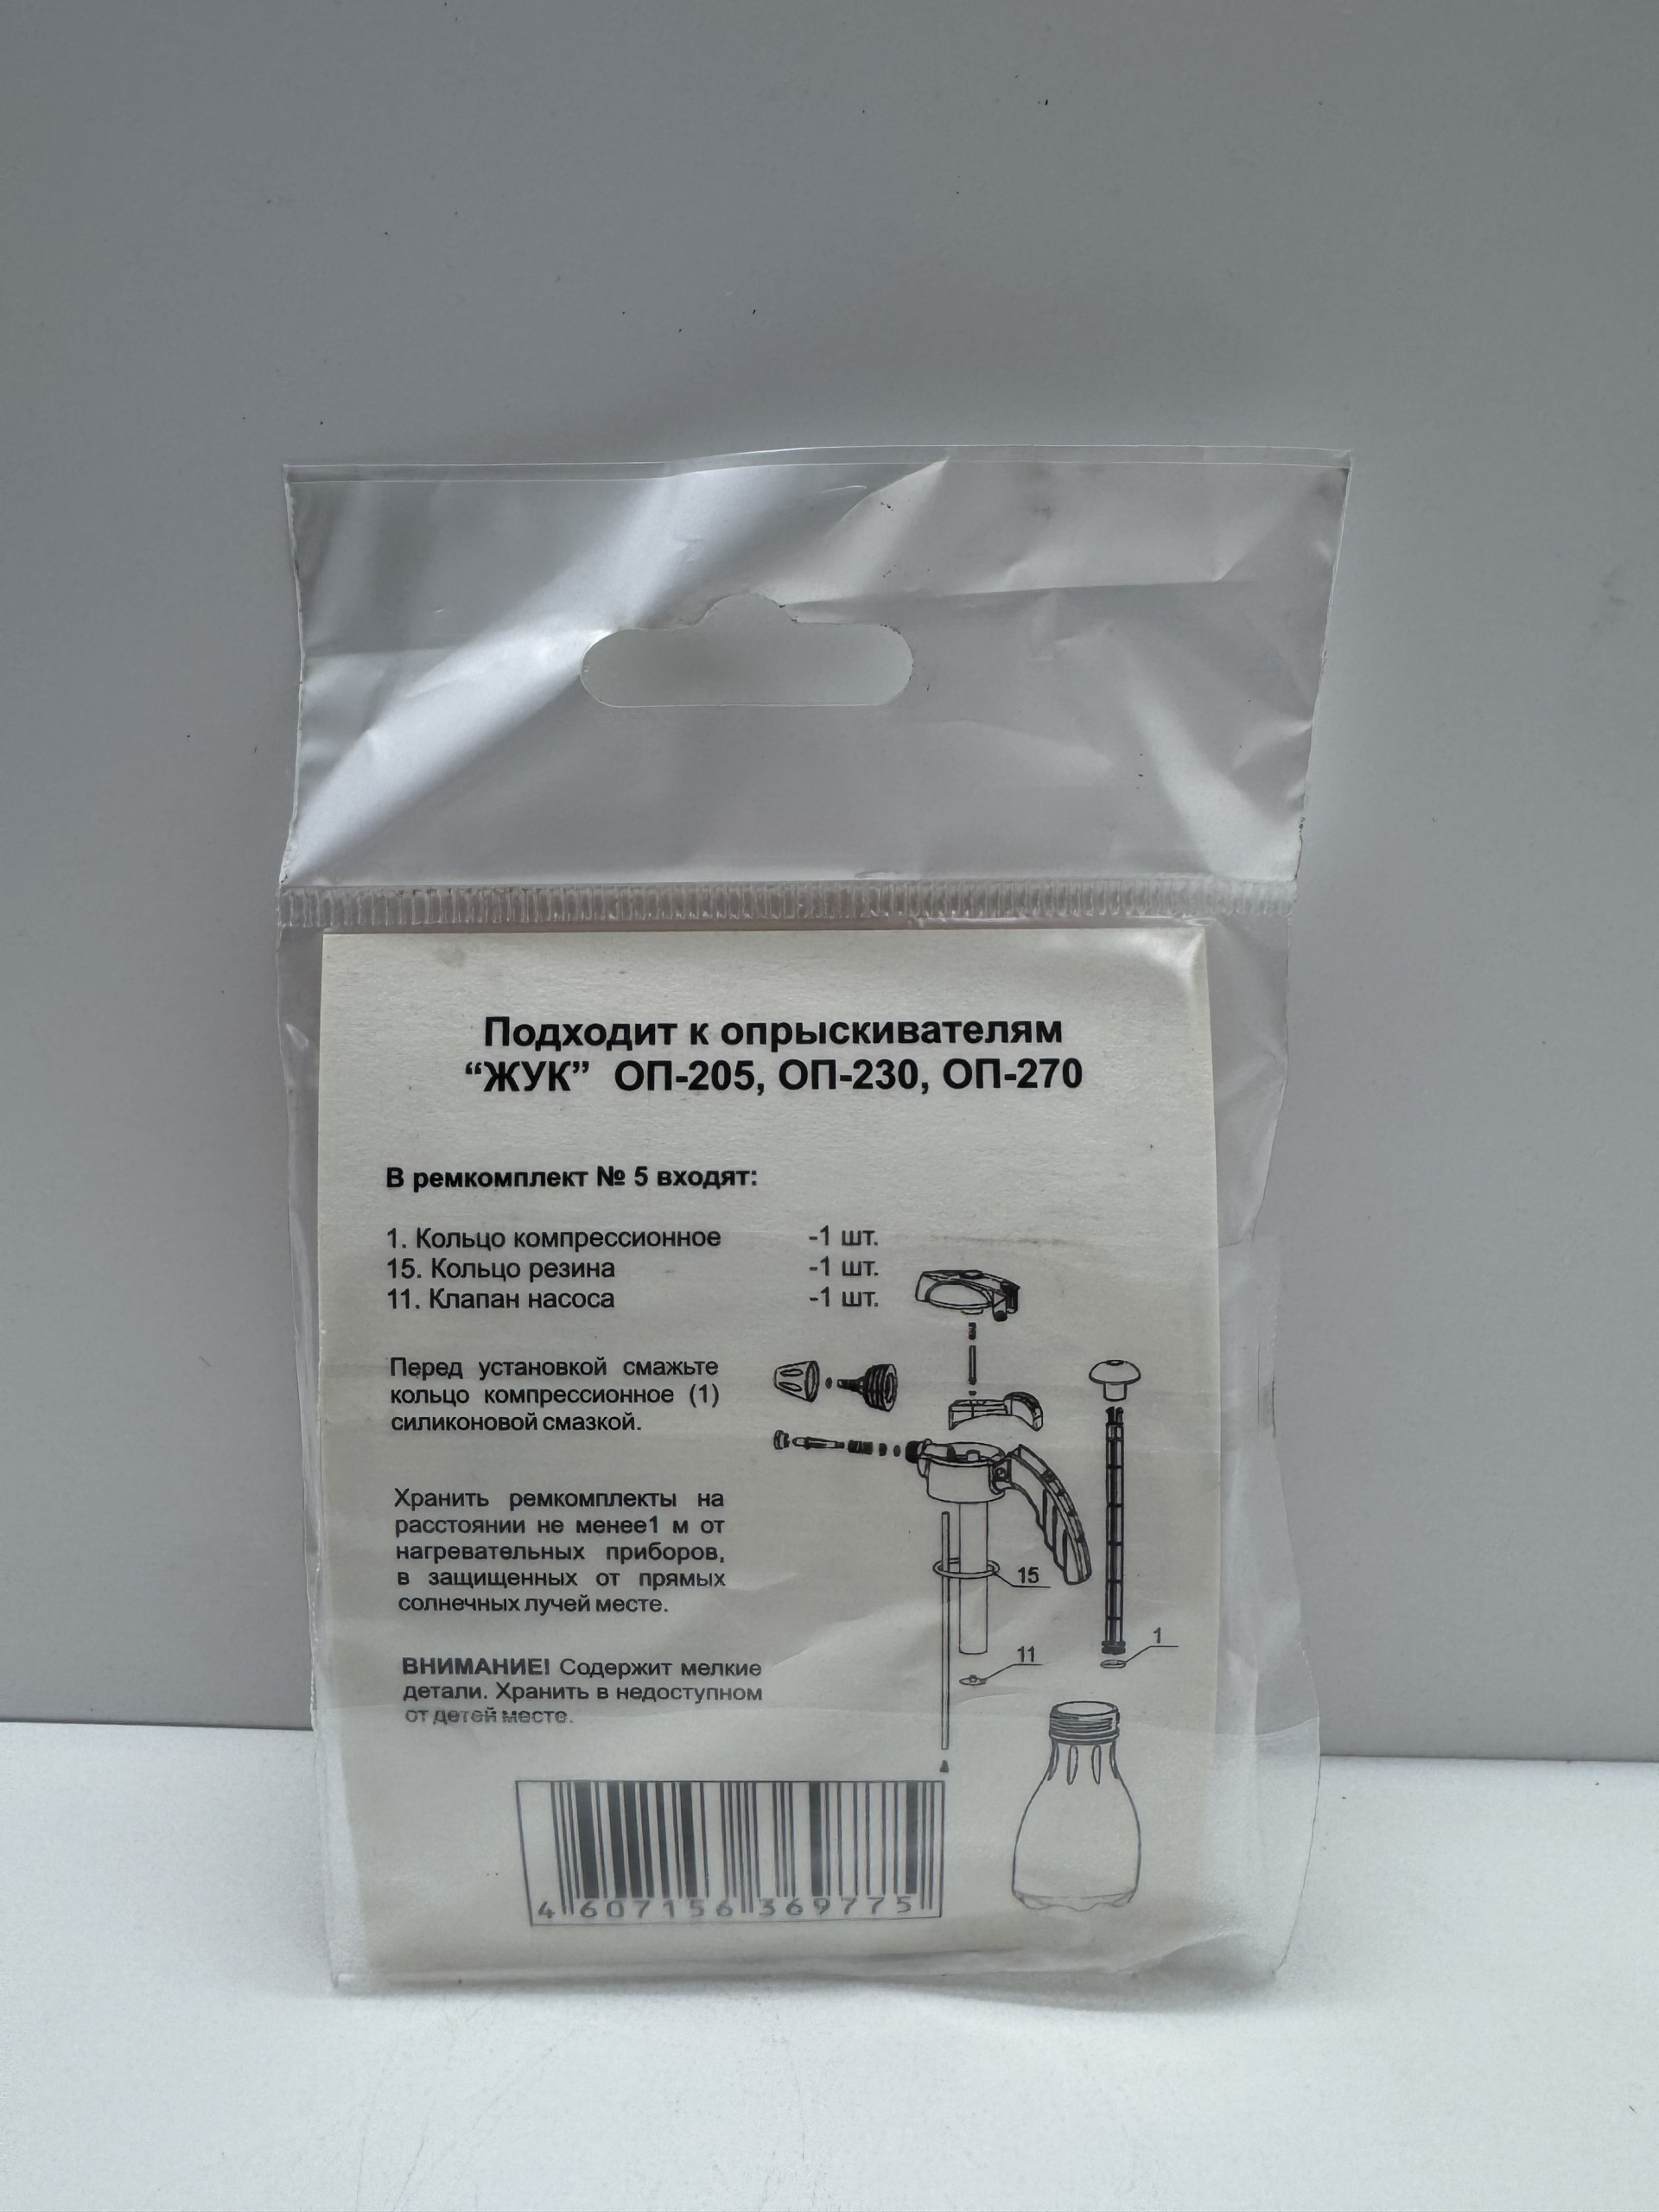 Подходит к опрыскивателям
“ЖУК” ОП-205, ОП-230, ОП-270
В ремкомплект № 5 входят:
1. Кольцо компрессионное -1 шт.
15. Кольцо резина -1 шт.
11. Клапан насоса -1 шт.
Перед установкой смажьте
кольцо компрессионное (1)
силиконовой смазкой.
Хранить ремкомплекты на
расстоянии не менее1 м от
нагревательных приборов,
в защищенных от прямых
солнечных лучей месте.
15
11
1
ВНИМАНИЕ! Содержит мелкие
детали. Хранить в недоступном
от детей месте.
4 607156 369775